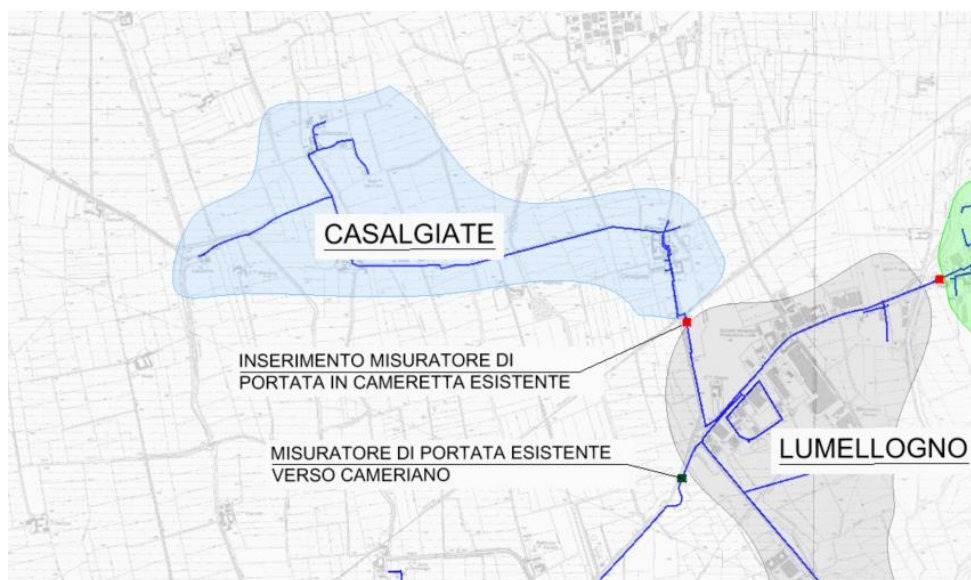 CASALGIATE
INSERIMENTO MISURATORE DI
PORTATA IN CAMERETTA ESISTENTE
MISURATORE DI PORTATA ESISTENTE
VERSO CAMERIANO
LUMELLOGNO